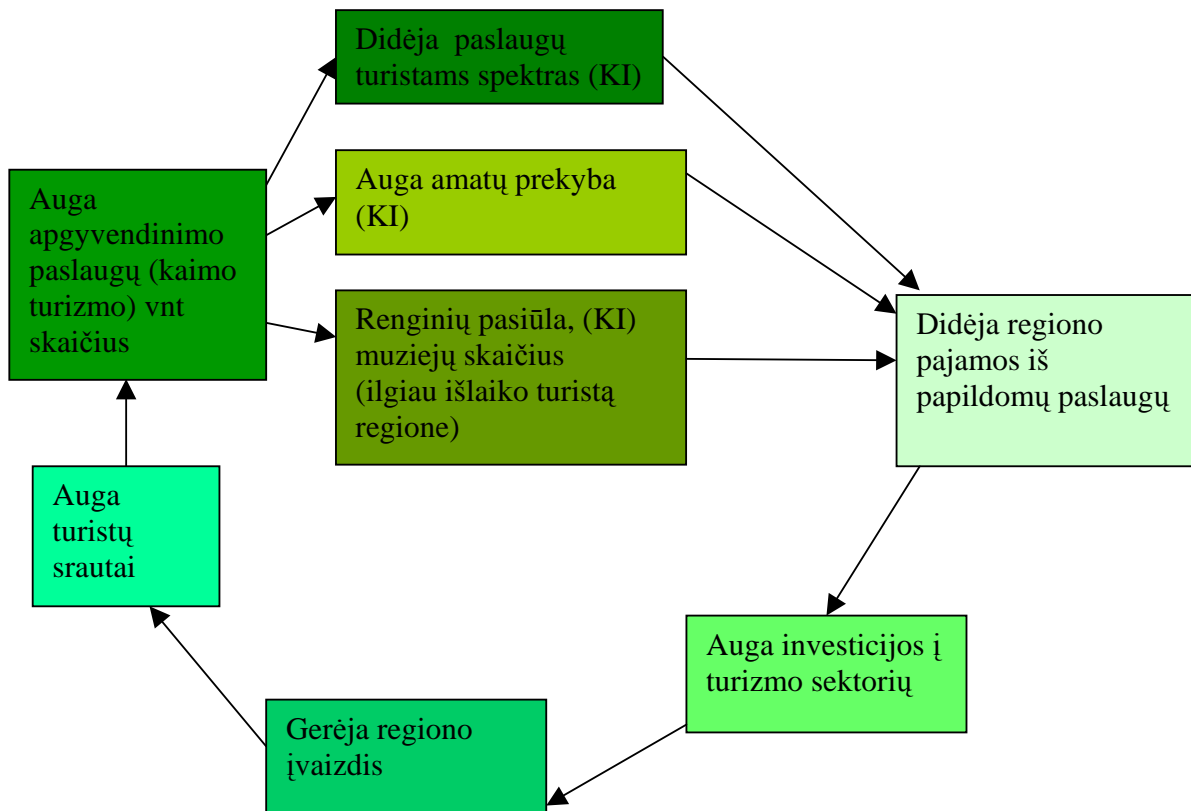 Didėja paslaugų
turistams spektras (KI)
Auga amatų prekyba
(KI)
Auga
apgyvendinimo
paslaugų (kaimo
turizmo) vnt
skaičius
Renginių pasiūla, (KI)
muziejų skaičius
(ilgiau išlaiko turistą
regione)
Didėja regiono
pajamos iš
papildomų paslaugų
Auga
turistų
srautai
Auga investicijos į
turizmo sektorių
Gerėja regiono
įvaizdis